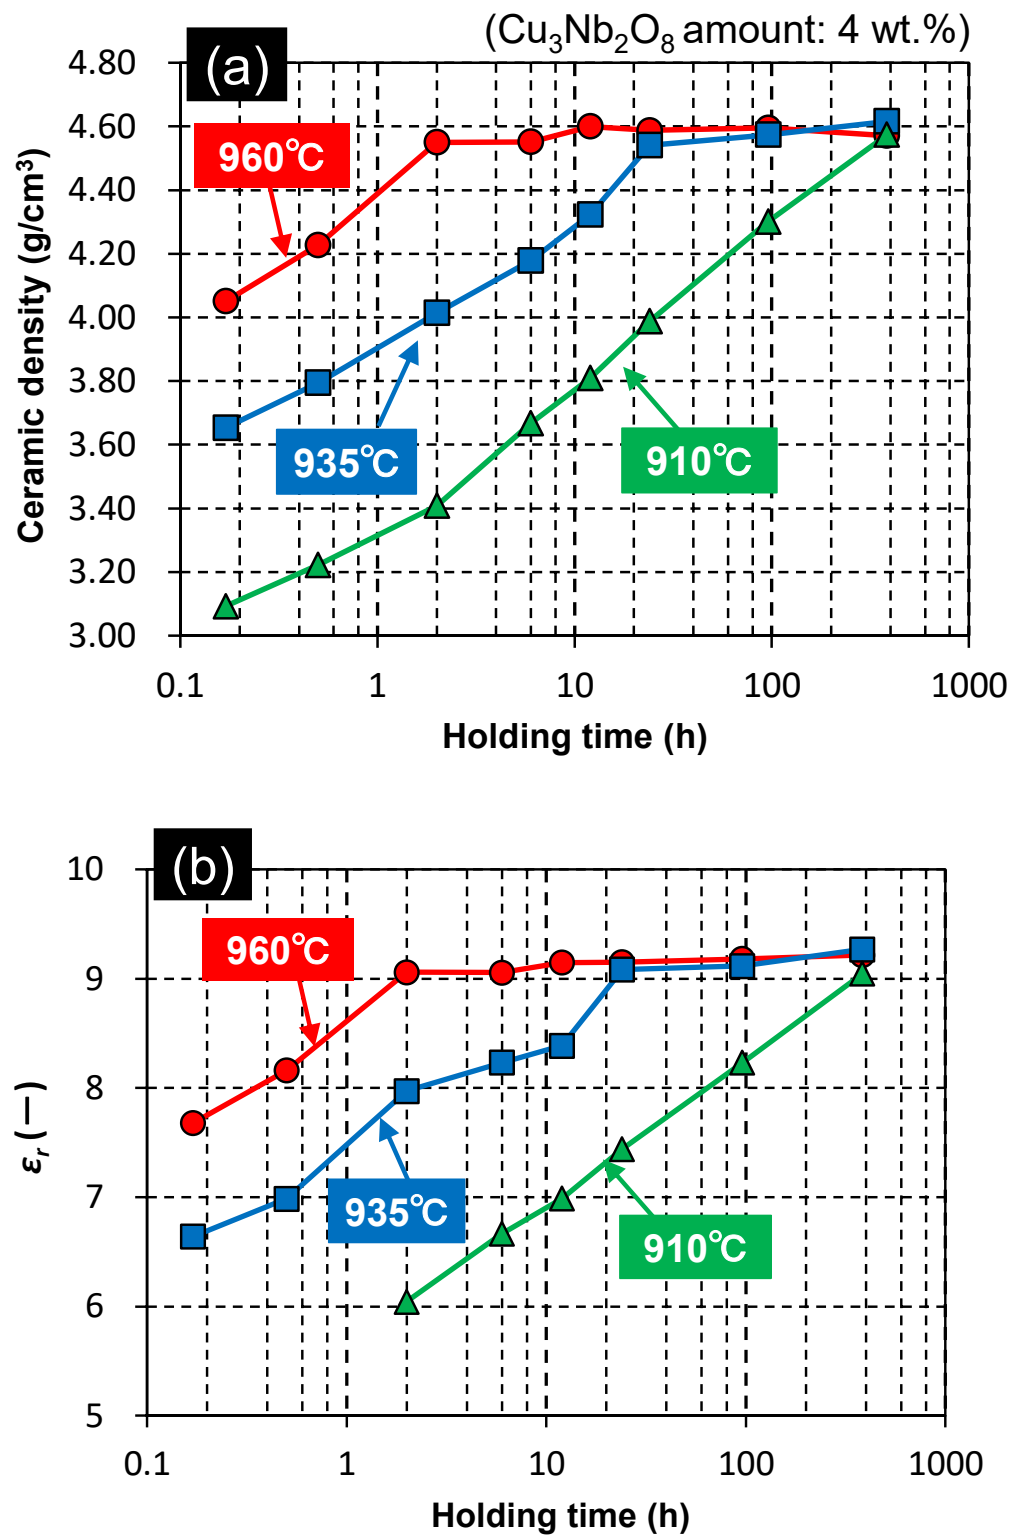 (Cu₃Nb₂O₈ amount: 4 wt.%)
(a)
4.80
4.60
4.40
4.20
4.00
3.80
3.60
3.40
3.20
3.00
Ceramic density (g/cm³)
960℃
935℃
910℃
0.1 1 10 100 1000
Holding time (h)
(b)
10
9
8
7
6
5
εᵣ (—)
960℃
935℃
910℃
0.1 1 10 100 1000
Holding time (h)